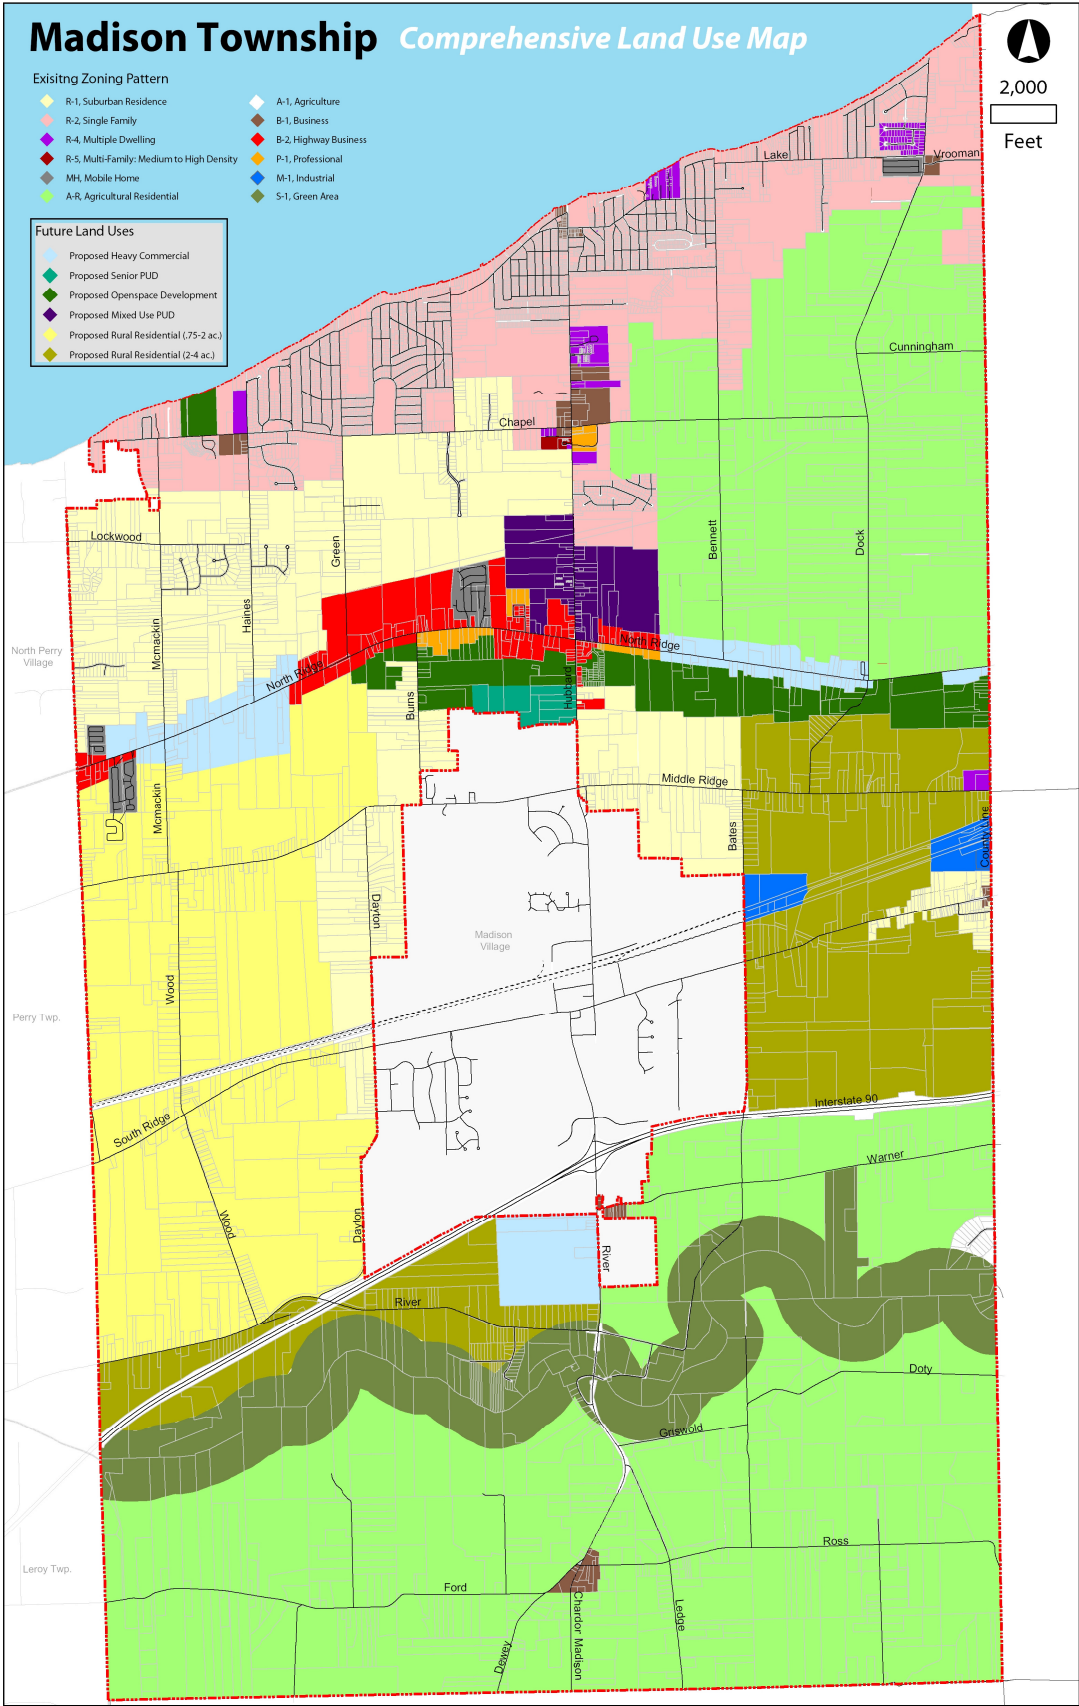 Madison Township Comprehensive Land Use Map
Exisitng Zoning Pattern
R-1, Suburban Residence
R-2, Single Family
R-4, Multiple Dwelling
R-5, Multi-Family: Medium to High Density
MH, Mobile Home
A-R, Agricultural Residential
A-1, Agriculture
B-1, Business
B-2, Highway Business
P-1, Professional
M-1, Industrial
S-1, Green Area
Future Land Uses
Proposed Heavy Commercial
Proposed Senior PUD
Proposed Openspace Development
Proposed Mixed Use PUD
Proposed Rural Residential (.75-2 ac.)
Proposed Rural Residential (2-4 ac.)
2,000
Feet
Lake
Vrooman
Cunningham
Chapel
Lockwood
Green
Bennett
Dock
Haines
Mcmackin
North Perry
Village
North Ridge
North Ridge
Hubbard
Burns
Middle Ridge
Mcmackin
Bates
County Line
Dayton
Madison
Village
Wood
Perry Twp.
South Ridge
Interstate 90
Warner
Wood
Dayton
River
River
Doty
Griswold
Ross
Leroy Twp.
Ford
Chardor Madison
Ledge
Dewey